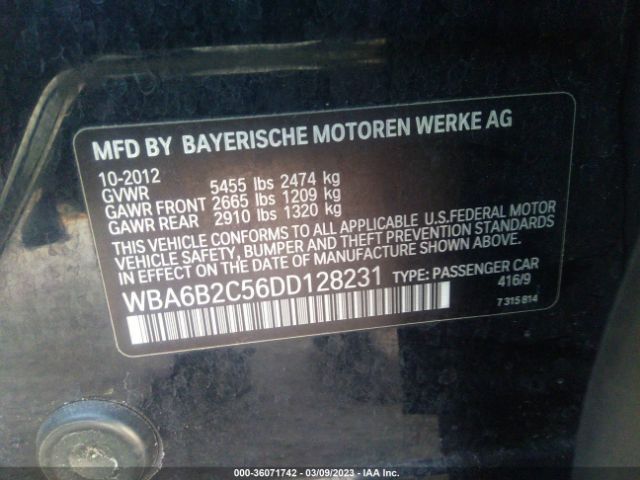 MFD BY BAYERISCHE MOTOREN WERKE AG
10-2012
GVWR 5455 lbs 2474 kg
GAWR FRONT 2665 lbs 1209 kg
GAWR REAR 2910 lbs 1320 kg
THIS VEHICLE CONFORMS TO ALL APPLICABLE U.S.FEDERAL MOTOR
VEHICLE SAFETY, BUMPER AND THEFT PREVENTION STANDARDS
IN EFFECT ON THE DATE OF MANUFACTURE SHOWN ABOVE.
WBA6B2C56DD128231 TYPE: PASSENGER CAR
416/9
7 315 814
000-36071742 / 03/09/2023 - IAA Inc.